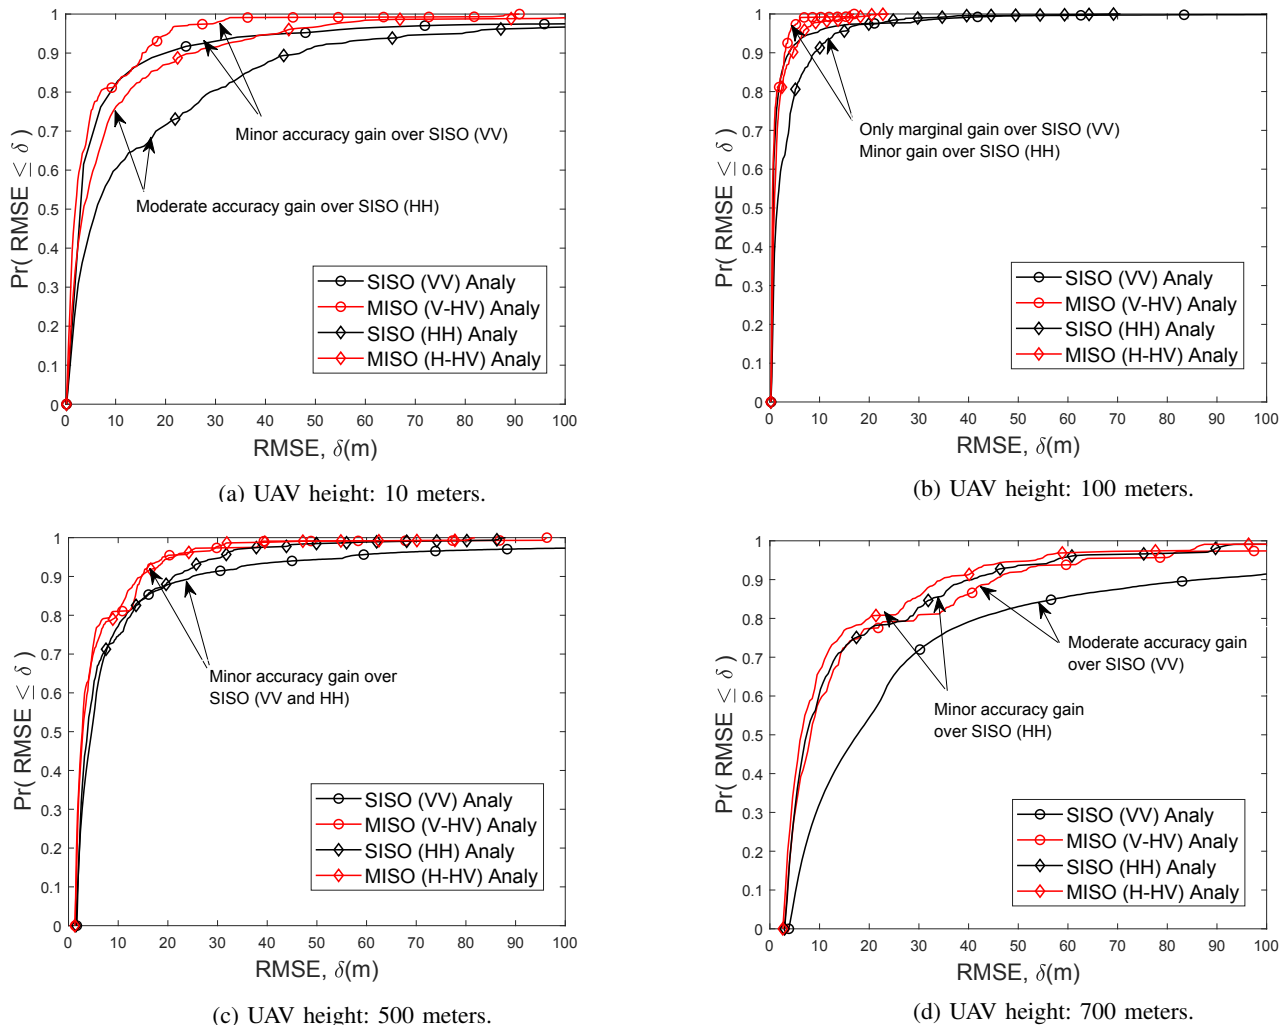 1
0.9
0.8
0.7
0.6
0.5
0.4
0.3
0.2
0.1
0
Pr( RMSE ≤ δ )
Minor accuracy gain over SISO (VV)
Moderate accuracy gain over SISO (HH)
SISO (VV) Analy
MISO (V-HV) Analy
SISO (HH) Analy
MISO (H-HV) Analy
0 10 20 30 40 50 60 70 80 90 100
RMSE, δ(m)
(a) UAV height: 10 meters.
1
0.9
0.8
0.7
0.6
0.5
0.4
0.3
0.2
0.1
0
Pr( RMSE ≤ δ )
Only marginal gain over SISO (VV)
Minor gain over SISO (HH)
SISO (VV) Analy
MISO (V-HV) Analy
SISO (HH) Analy
MISO (H-HV) Analy
0 10 20 30 40 50 60 70 80 90 100
RMSE, δ(m)
(b) UAV height: 100 meters.
1
0.9
0.8
0.7
0.6
0.5
0.4
0.3
0.2
0.1
0
Pr( RMSE ≤ δ )
Minor accuracy gain over
SISO (VV and HH)
SISO (VV) Analy
MISO (V-HV) Analy
SISO (HH) Analy
MISO (H-HV) Analy
0 10 20 30 40 50 60 70 80 90 100
RMSE, δ(m)
(c) UAV height: 500 meters.
1
0.9
0.8
0.7
0.6
0.5
0.4
0.3
0.2
0.1
0
Pr( RMSE ≤ δ )
Moderate accuracy gain
over SISO (VV)
Minor accuracy gain
over SISO (HH)
SISO (VV) Analy
MISO (V-HV) Analy
SISO (HH) Analy
MISO (H-HV) Analy
0 10 20 30 40 50 60 70 80 90 100
RMSE, δ(m)
(d) UAV height: 700 meters.